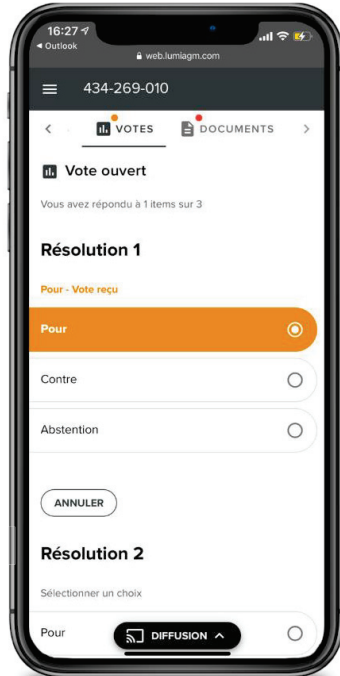 16:27
◄ Outlook
web.lumiagm.com
434-269-010
VOTES
DOCUMENTS
Vote ouvert
Vous avez répondu à 1 items sur 3
Résolution 1
Pour - Vote reçu
Pour
Contre
Abstention
ANNULER
Résolution 2
Sélectionner un choix
Pour
DIFFUSION